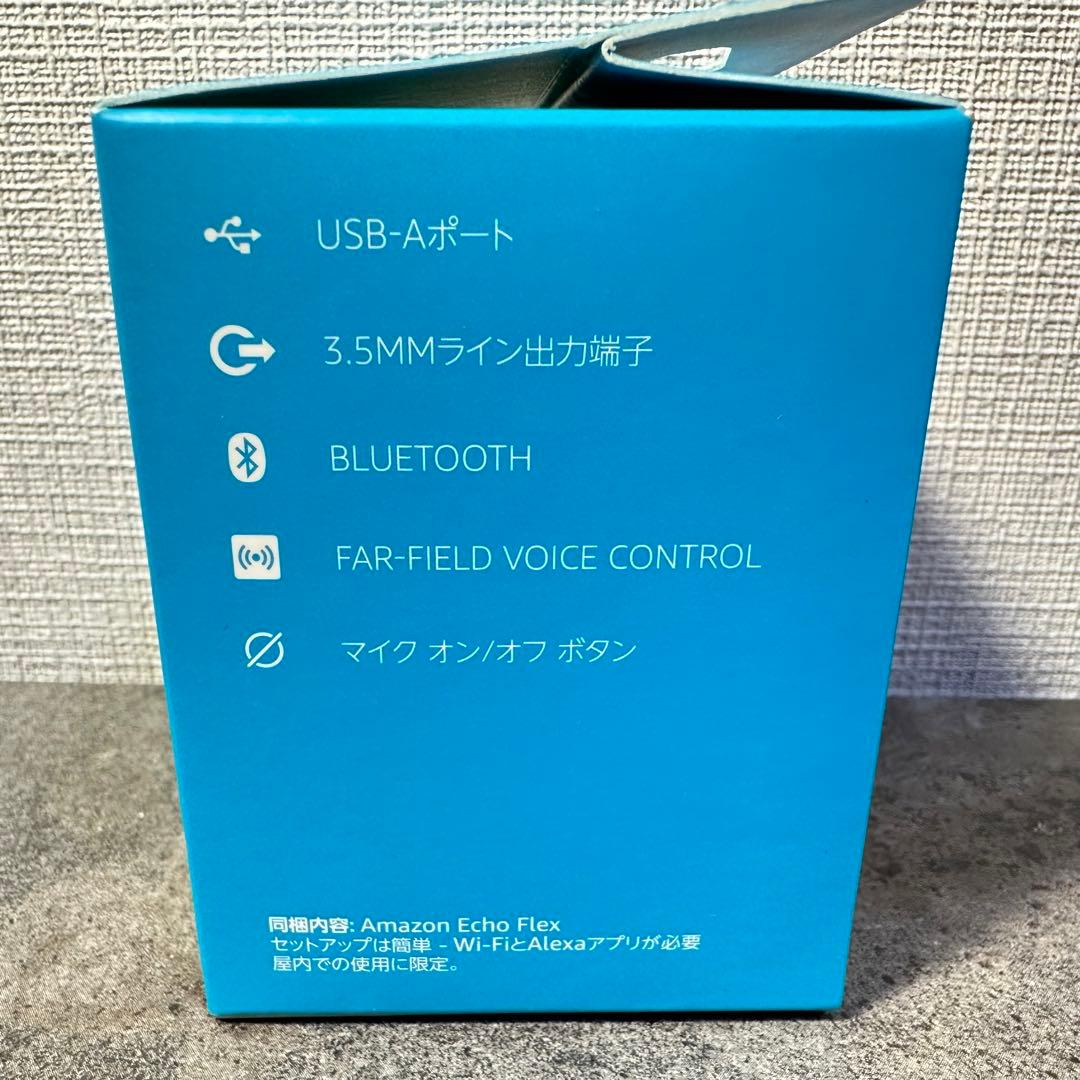 USB-Aポート
3.5MMライン出力端子
BLUETOOTH
FAR-FIELD VOICE CONTROL
マイク オン/オフ ボタン
同梱内容: Amazon Echo Flex
セットアップは簡単 - Wi-FiとAlexaアプリが必要
屋内での使用に限定。